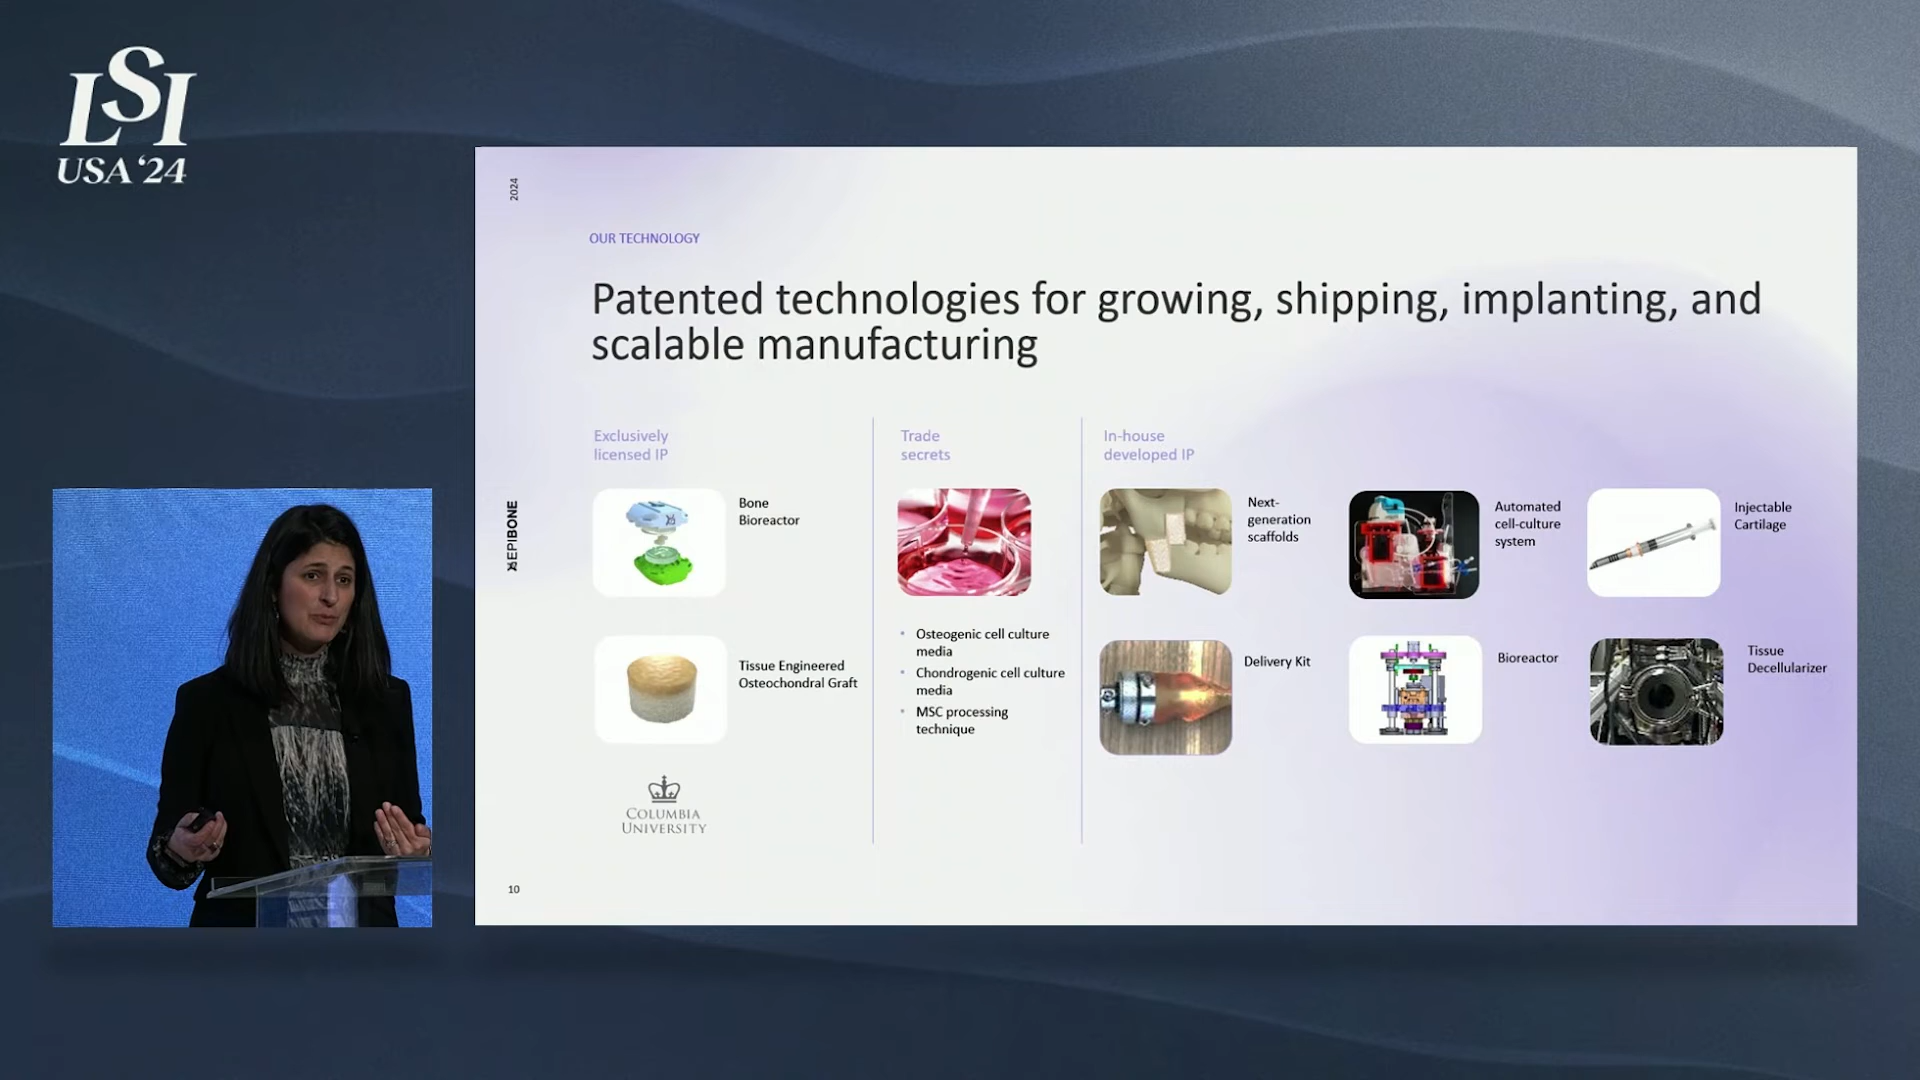 LSI
USA ‘24
2024
OUR TECHNOLOGY
Patented technologies for growing, shipping, implanting, and
scalable manufacturing
Exclusively
licensed IP
Bone
Bioreactor
Tissue Engineered
Osteochondral Graft
COLUMBIA
UNIVERSITY
Trade
secrets
• Osteogenic cell culture
media
• Chondrogenic cell culture
media
• MSC processing
technique
In-house
developed IP
Next-
generation
scaffolds
Automated
cell-culture
system
Injectable
Cartilage
Delivery Kit
Bioreactor
Tissue
Decellularizer
EPIBONE
10